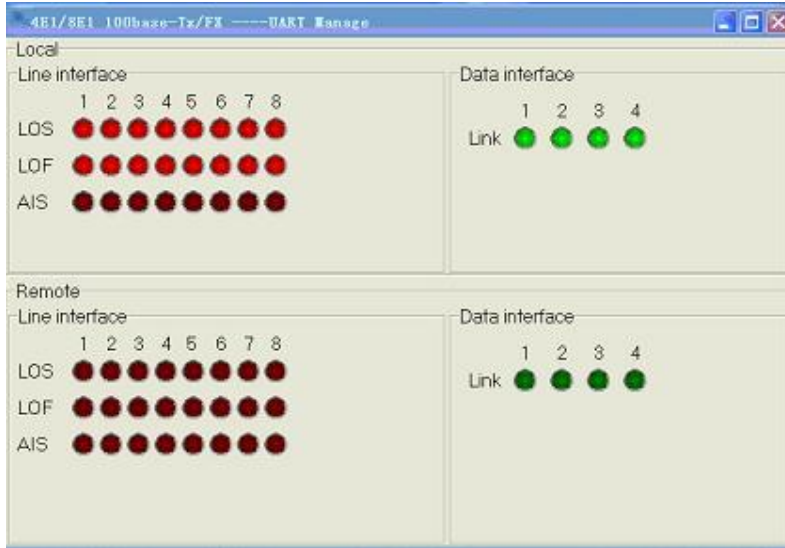 4E1/8E1 100base-Tx/FX ----UART Manage
Local
Line interface
1 2 3 4 5 6 7 8
LOS
LOF
AIS
Data interface
1 2 3 4
Link
Remote
Line interface
1 2 3 4 5 6 7 8
LOS
LOF
AIS
Data interface
1 2 3 4
Link